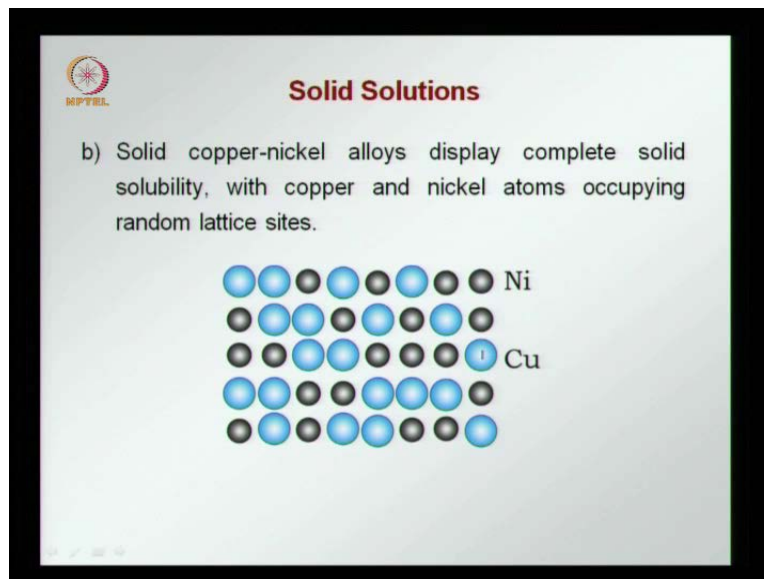 NPTEL
Solid Solutions
b) Solid copper-nickel alloys display complete solid
solubility, with copper and nickel atoms occupying
random lattice sites.
Ni
Cu